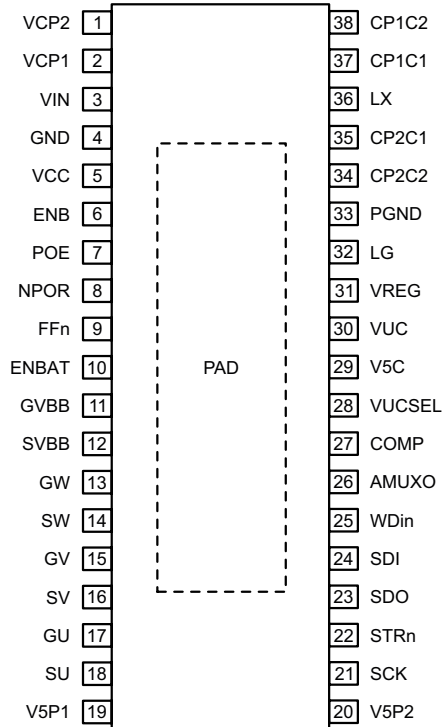 VCP2 1 38 CP1C2
VCP1 2 37 CP1C1
VIN 3 36 LX
GND 4 35 CP2C1
VCC 5 34 CP2C2
ENB 6 33 PGND
POE 7 32 LG
NPOR 8 31 VREG
FFn 9 30 VUC
ENBAT 10 PAD 29 V5C
GVBB 11 28 VUCSEL
SVBB 12 27 COMP
GW 13 26 AMUXO
SW 14 25 WDin
GV 15 24 SDI
SV 16 23 SDO
GU 17 22 STRn
SU 18 21 SCK
V5P1 19 20 V5P2